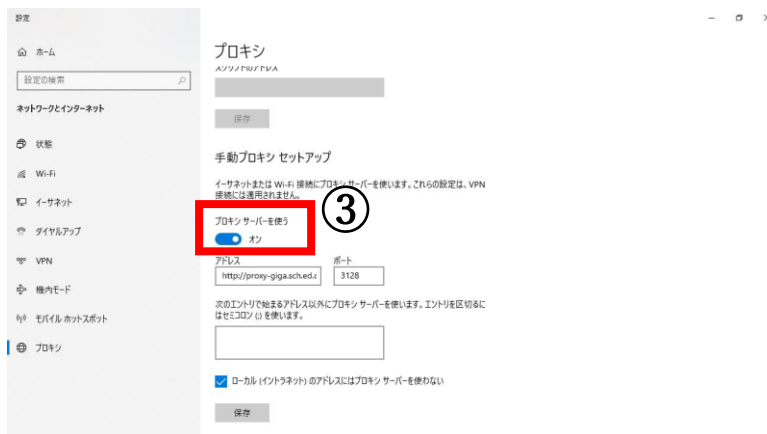 設定
ホーム
設定の検索
ネットワークとインターネット
状態
Wi-Fi
イーサネット
ダイヤルアップ
VPN
機内モード
モバイル ホットスポット
プロキシ
プロキシ
スクリプトのアドレス
保存
手動プロキシ セットアップ
イーサネットまたは Wi-Fi 接続にプロキシ サーバーを使います。これらの設定は、VPN
接続には適用されません。
③
プロキシ サーバーを使う
オン
アドレス
ポート
http://proxy-giga.sch.ed.c
3128
次のエントリで始まるアドレス以外にプロキシ サーバーを使います。エントリを区切るに
はセミコロン (;) を使います。
ローカル (イントラネット) のアドレスにはプロキシ サーバーを使わない
保存